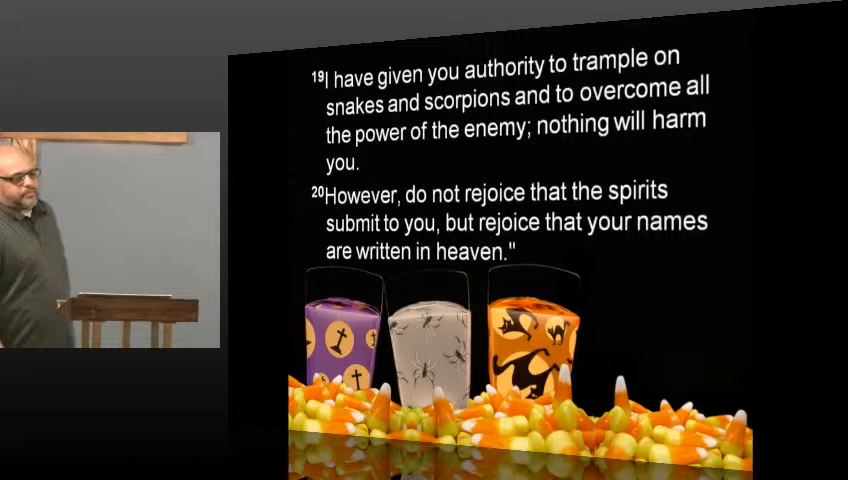 ¹⁹I have given you authority to trample on
snakes and scorpions and to overcome all
the power of the enemy; nothing will harm
you.
²⁰However, do not rejoice that the spirits
submit to you, but rejoice that your names
are written in heaven."